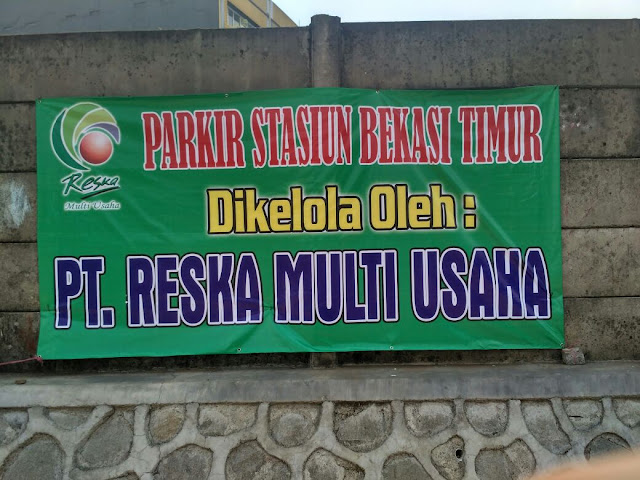 PARKIR STASIUN BEKASI TIMUR
Reska
Multi Usaha
Dikelola Oleh :
PT. RESKA MULTI USAHA